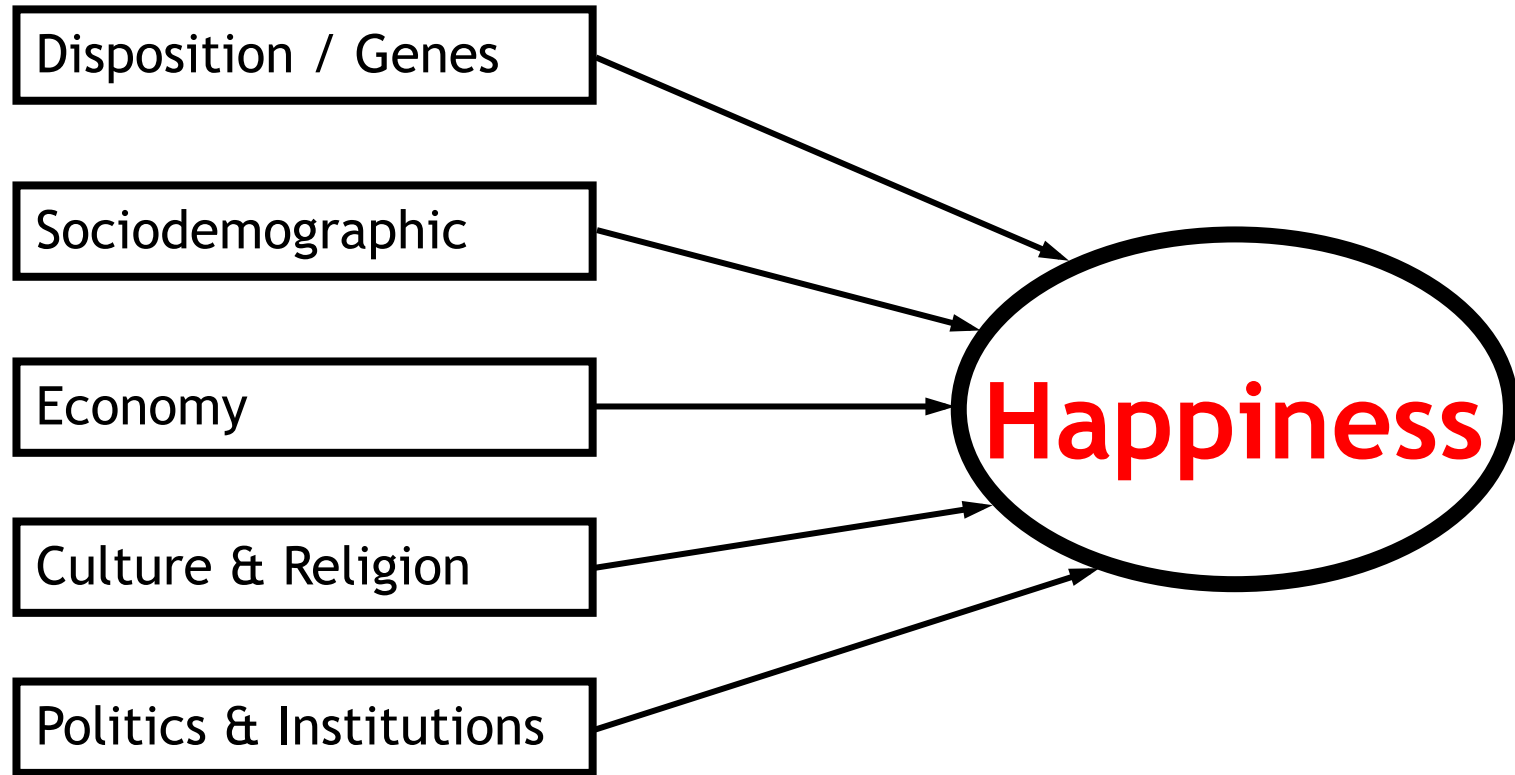 Disposition / Genes
Sociodemographic
Economy
Happiness
Culture & Religion
Politics & Institutions